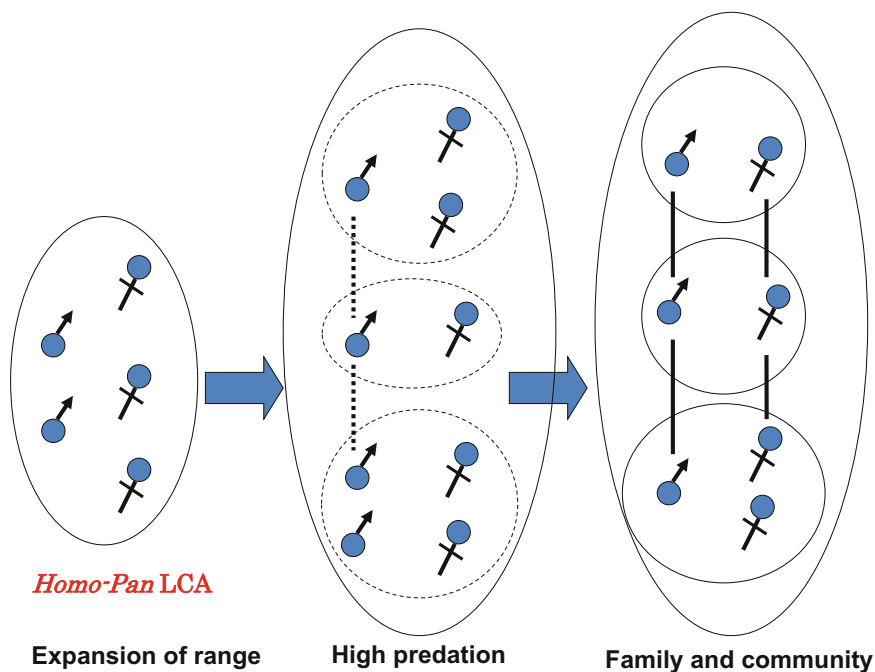 Homo-Pan LCA
Expansion of range
High predation
Family and community